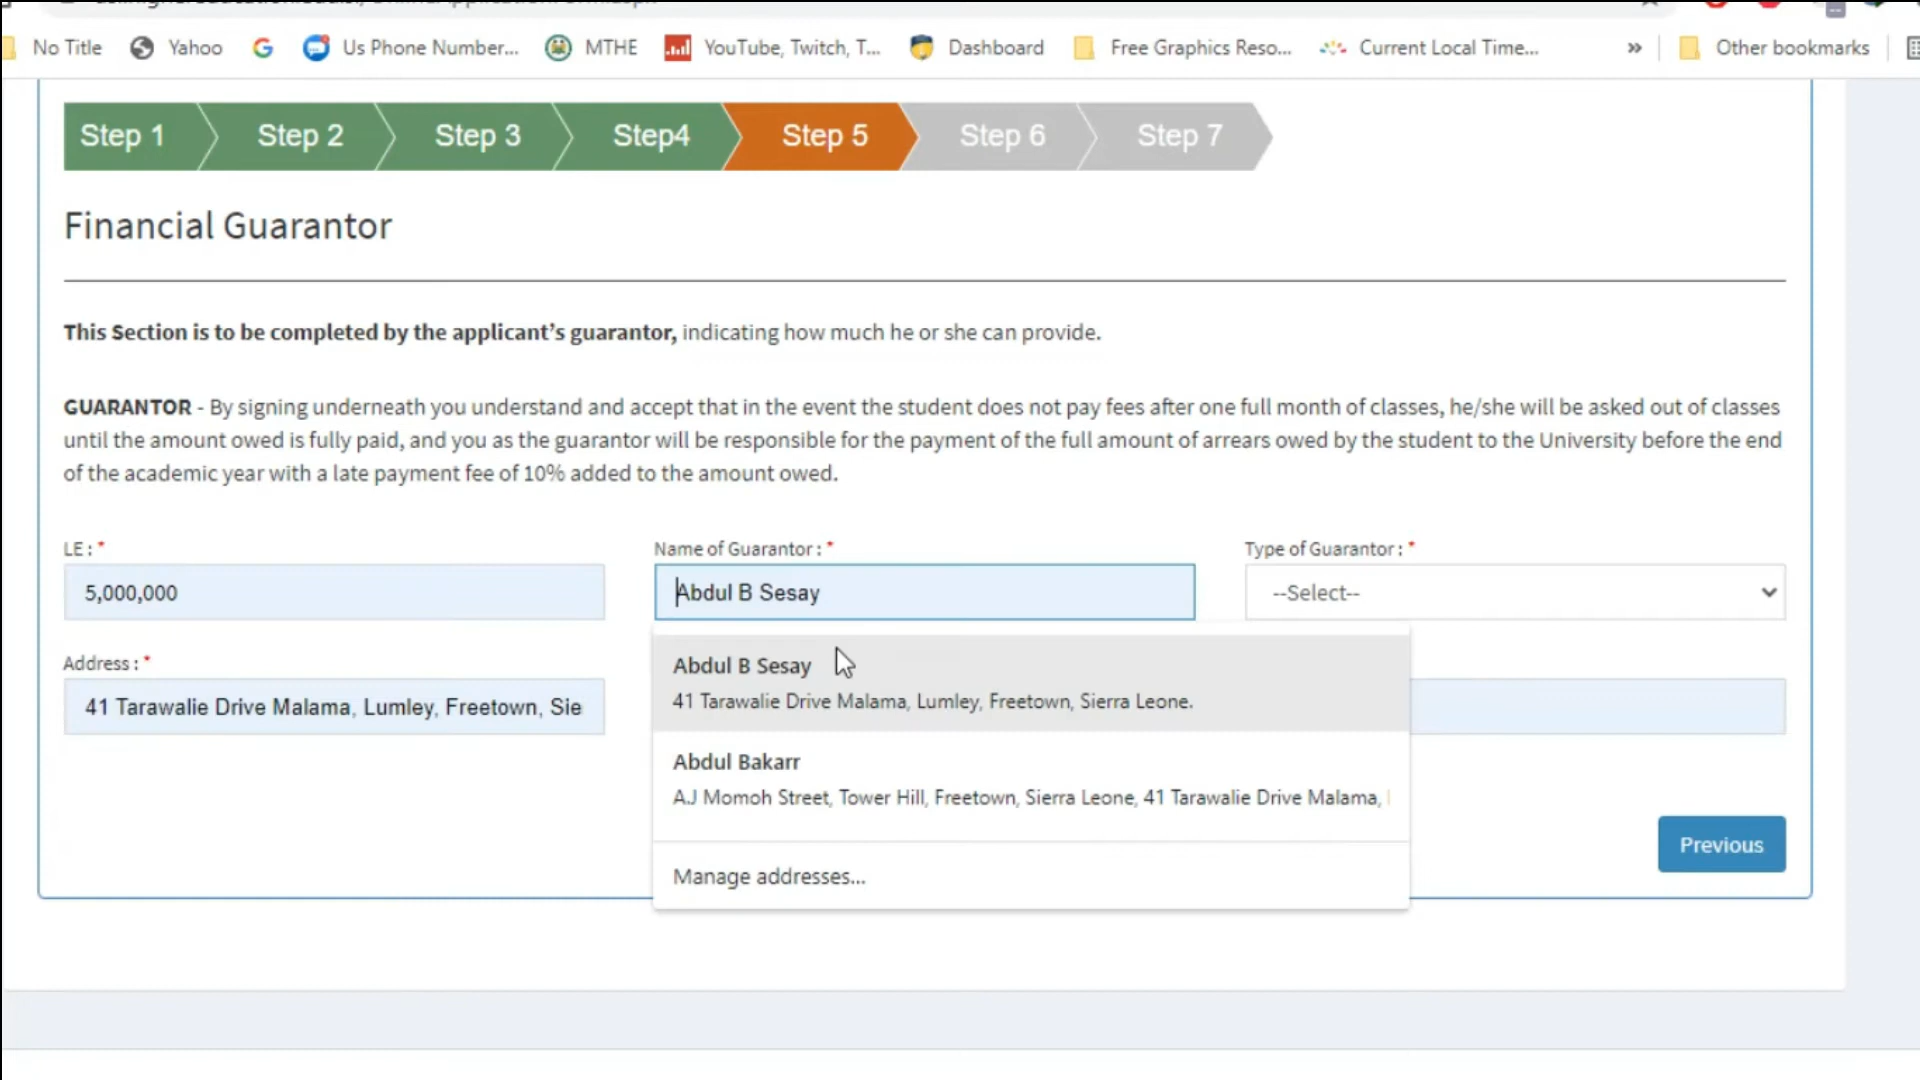 No Title Yahoo Us Phone Number... MTHE YouTube, Twitch, T... Dashboard Free Graphics Reso... Current Local Time... » Other bookmarks
Step 1 Step 2 Step 3 Step4 Step 5 Step 6 Step 7
Financial Guarantor
This Section is to be completed by the applicant's guarantor, indicating how much he or she can provide.
GUARANTOR - By signing underneath you understand and accept that in the event the student does not pay fees after one full month of classes, he/she will be asked out of classes
until the amount owed is fully paid, and you as the guarantor will be responsible for the payment of the full amount of arrears owed by the student to the University before the end
of the academic year with a late payment fee of 10% added to the amount owed.
LE : * Name of Guarantor : * Type of Guarantor : *
5,000,000 Abdul B Sesay --Select--
Address : *
41 Tarawalie Drive Malama, Lumley, Freetown, Sie
Abdul B Sesay
41 Tarawalie Drive Malama, Lumley, Freetown, Sierra Leone.
Abdul Bakarr
A.J Momoh Street, Tower Hill, Freetown, Sierra Leone, 41 Tarawalie Drive Malama,
Manage addresses...
Previous